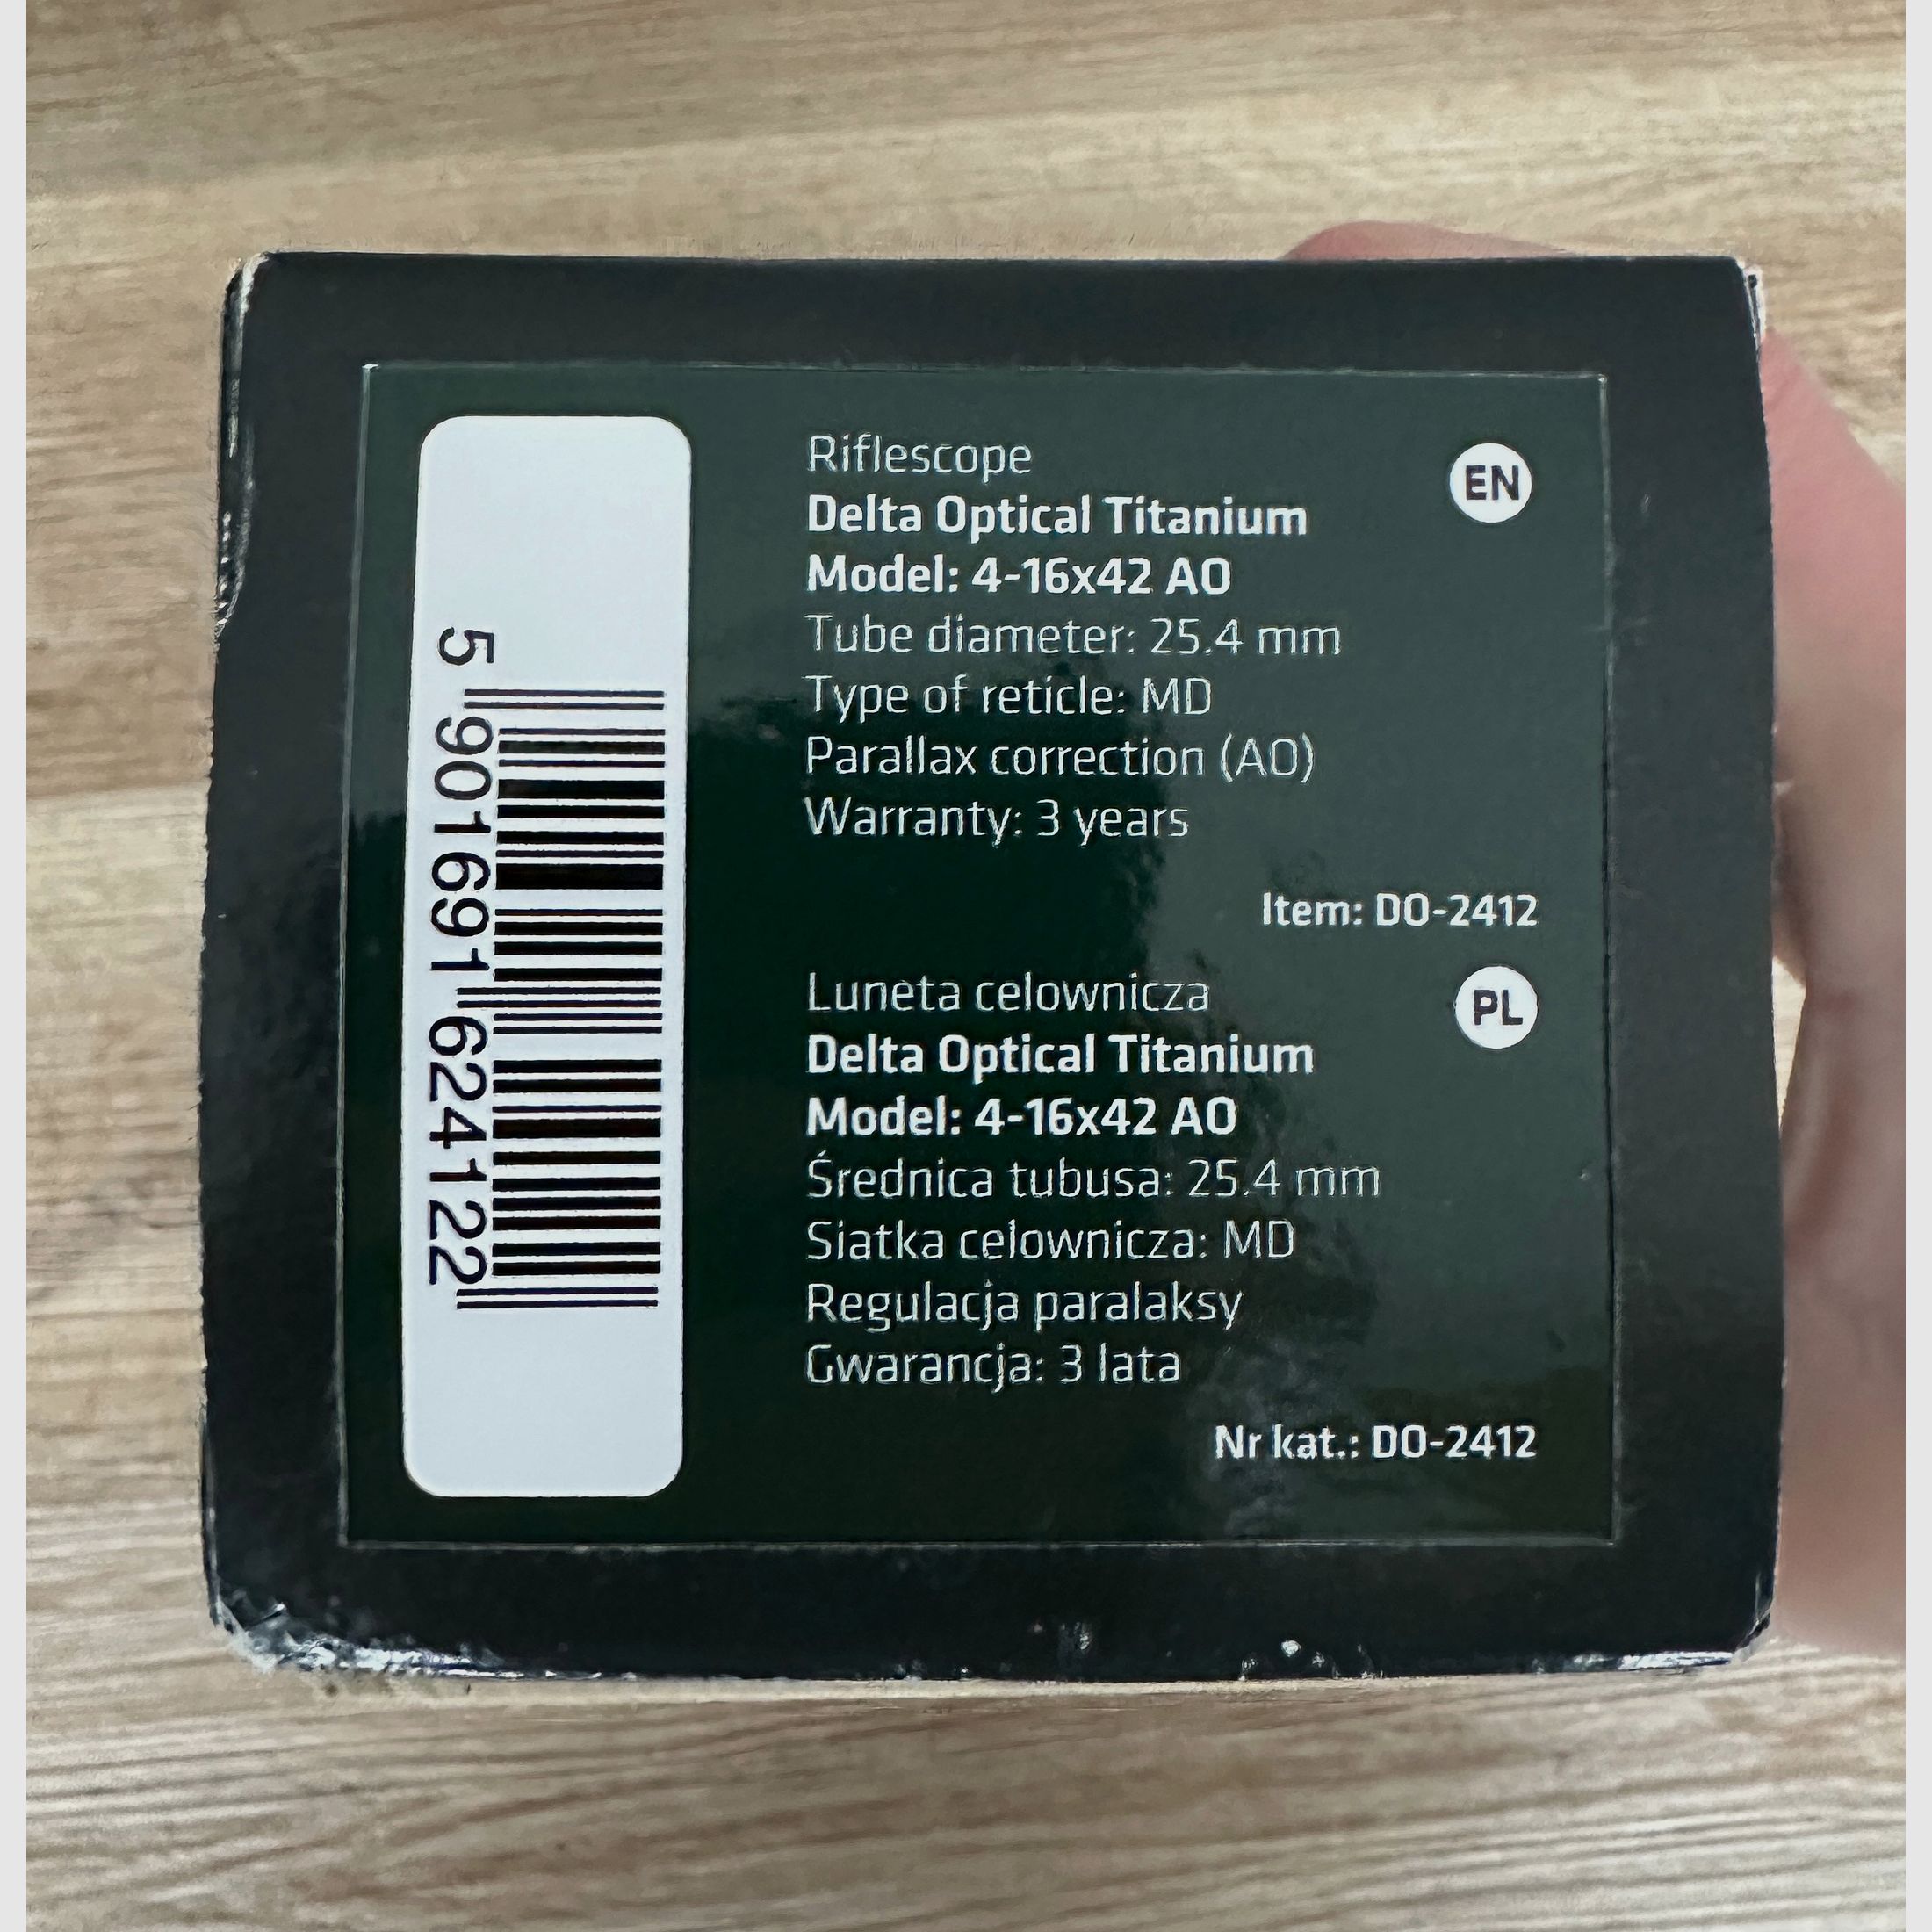 5 901691 624122
Riflescope
EN
Delta Optical Titanium
Model: 4-16x42 AO
Tube diameter: 25.4 mm
Type of reticle: MD
Parallax correction (AO)
Warranty: 3 years
Item: DO-2412
Luneta celownicza
PL
Delta Optical Titanium
Model: 4-16x42 AO
Średnica tubusa: 25.4 mm
Siatka celownicza: MD
Regulacja paralaksy
Gwarancja: 3 lata
Nr kat.: DO-2412